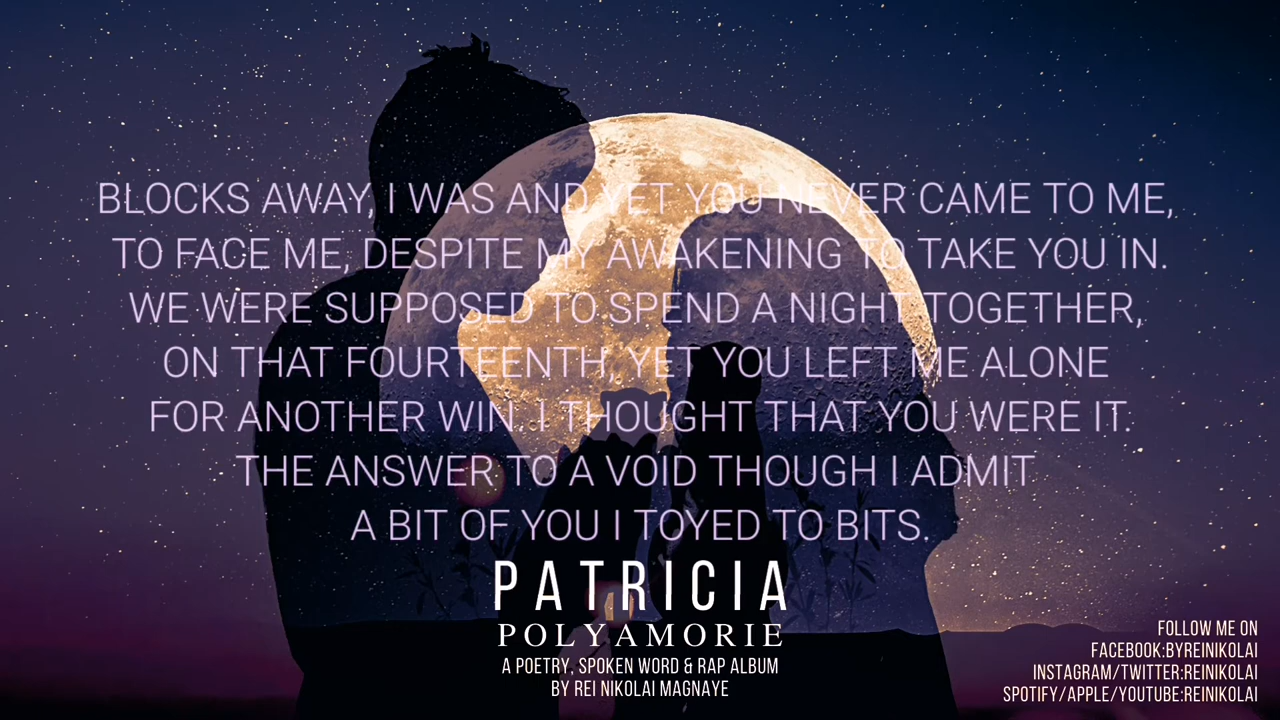 BLOCKS AWAY, I WAS AND YET YOU NEVER CAME TO ME,
TO FACE ME, DESPITE MY AWAKENING TO TAKE YOU IN.
WE WERE SUPPOSED TO SPEND A NIGHT TOGETHER,
ON THAT FOURTEENTH, YET YOU LEFT ME ALONE
FOR ANOTHER WIN. I THOUGHT THAT YOU WERE IT.
THE ANSWER TO A VOID THOUGH I ADMIT
A BIT OF YOU I TOYED TO BITS.
PATRICIA
POLYAMORIE
A POETRY, SPOKEN WORD & RAP ALBUM
BY REI NIKOLAI MAGNAYE
FOLLOW ME ON
FACEBOOK:BYREINIKOLAI
INSTAGRAM/TWITTER:REINIKOLAI
SPOTIFY/APPLE/YOUTUBE:REINIKOLAI